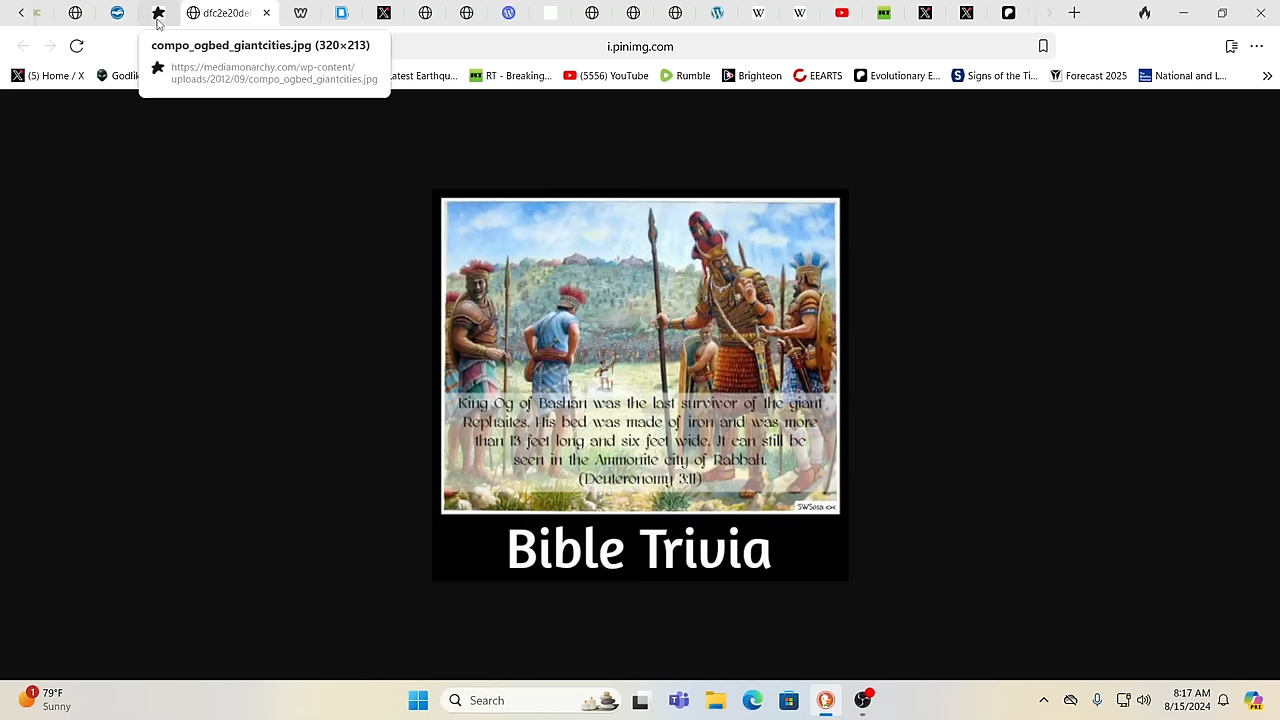 dfc2e20de
compo_ogbed_giantcities.jpg (320×213)
https://mediamonarchy.com/wp-content/
uploads/2012/09/compo_ogbed_giantcities.jpg
i.pinimg.com
(5) Home / X
Godlik
atest Earthqu...
RT - Breaking...
(5556) YouTube
Rumble
Brighteon
EEARTS
Evolutionary E...
Signs of the Ti...
Forecast 2025
National and L...
King Og of Bashan was the last survivor of the giant
Rephaites. His bed was made of iron and was more
than 13 feet long and six feet wide. It can still be
seen in the Ammonite city of Rabbah.
(Deuteronomy 3:11)
SWSosa
Bible Trivia
1
79°F
Sunny
Search
8:17 AM
8/15/2024
PRE